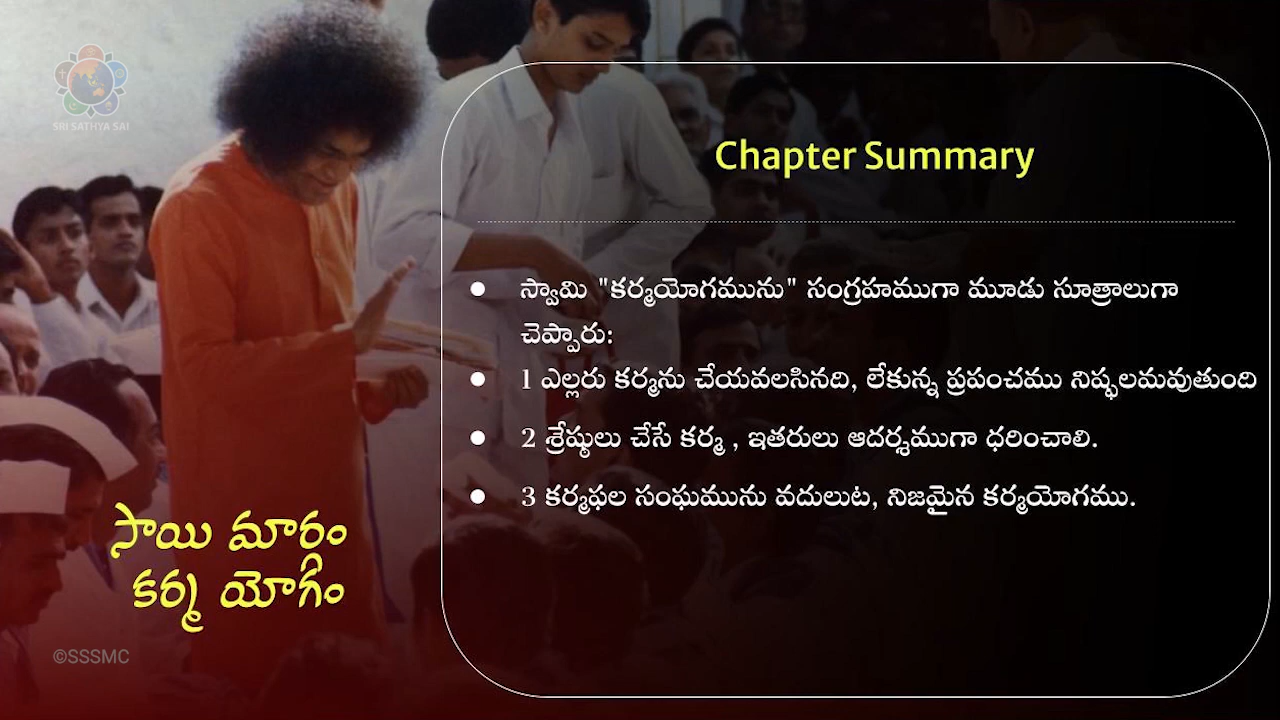 SRI SATHYA SAI
Chapter Summary
స్వామి "కర్మయోగమును" సంగ్రహముగా మూడు సూత్రాలుగా
చెప్పారు:
1 ఎల్లరు కర్మను చేయవలసినది, లేకున్న ప్రపంచము నిష్ఫలమవుతుంది
2 శ్రేష్ఠులు చేసే కర్మ , ఇతరులు ఆదర్శముగా ధరించాలి.
3 కర్మఫల సంఘమును వదులుట, నిజమైన కర్మయోగము.
సాయి మార్గం
కర్మ యోగం
©SSSMC